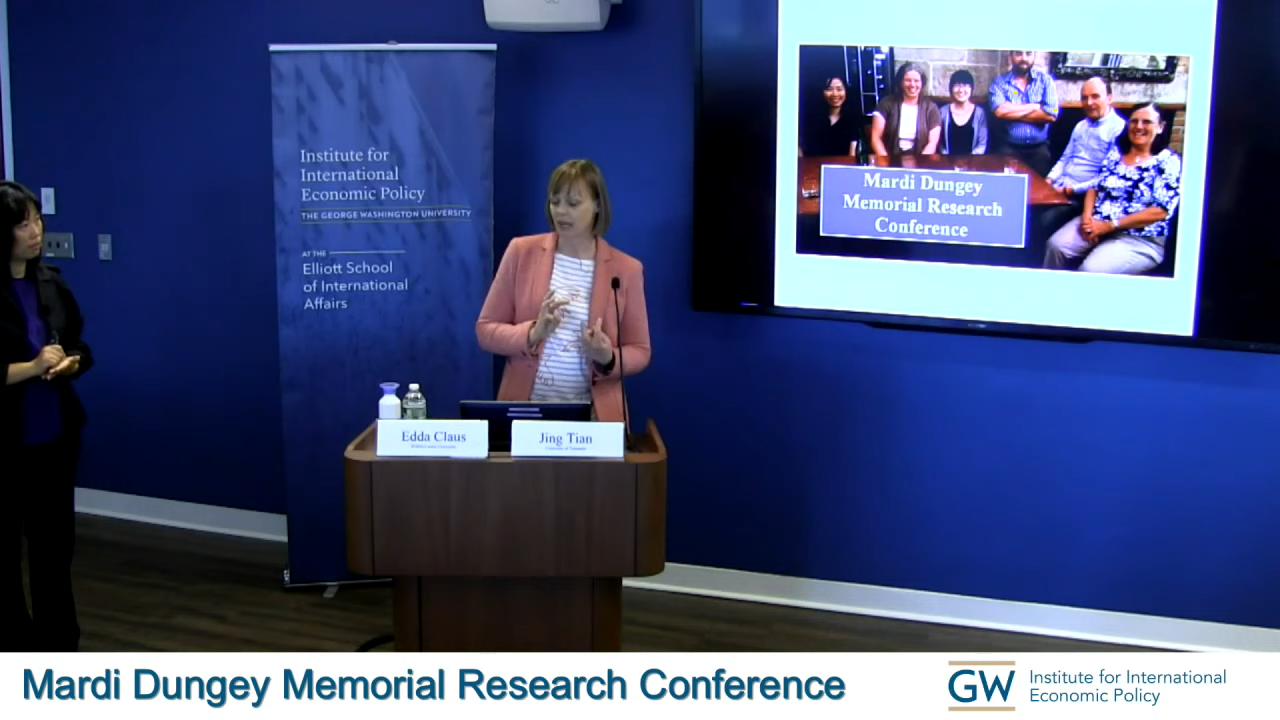 Institute for
International
Economic Policy
THE GEORGE WASHINGTON UNIVERSITY
AT THE
Elliott School
of International
Affairs
Mardi Dungey
Memorial Research
Conference
Edda Claus
Jing Tian
Mardi Dungey Memorial Research Conference
GW
Institute for International
Economic Policy